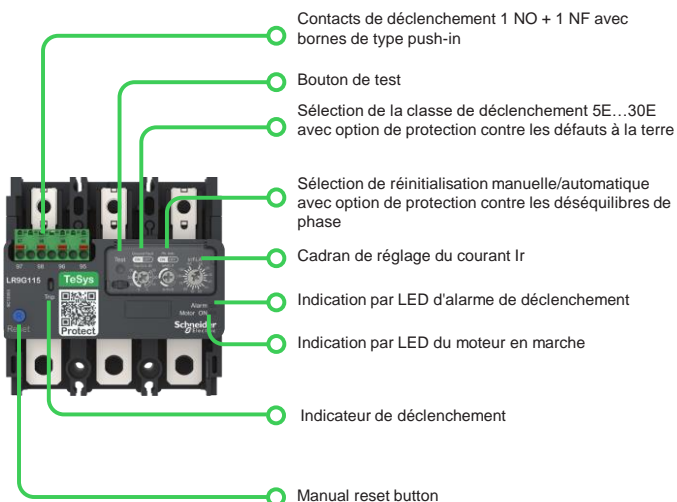 Contacts de déclenchement 1 NO + 1 NF avec
bornes de type push-in
Bouton de test
Sélection de la classe de déclenchement 5E…30E
avec option de protection contre les défauts à la terre
Sélection de réinitialisation manuelle/automatique
avec option de protection contre les déséquilibres de
phase
Cadran de réglage du courant Ir
Indication par LED d'alarme de déclenchement
Indication par LED du moteur en marche
Indicateur de déclenchement
Manual reset button
97 98 96 95
LR9G115
TeSys
Test
Trip
Protect
Reset
Alarm
Motor ON
Schneider
Electric